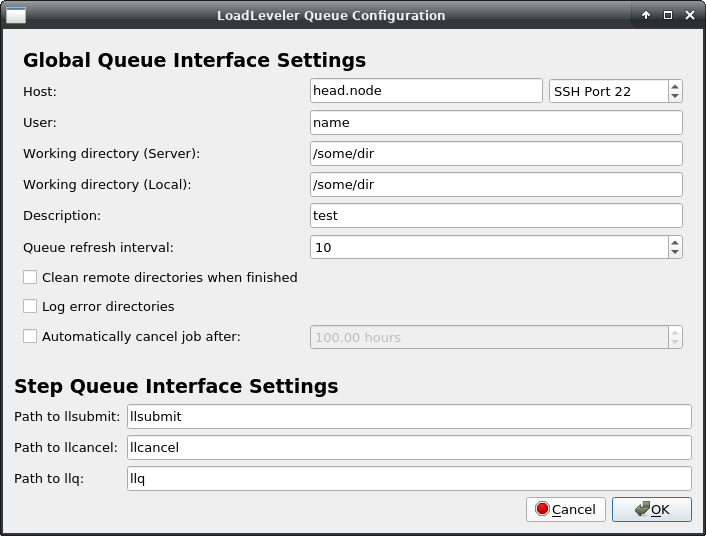 LoadLeveler Queue Configuration
Global Queue Interface Settings
Host: head.node SSH Port 22
User: name
Working directory (Server): /some/dir
Working directory (Local): /some/dir
Description: test
Queue refresh interval: 10
Clean remote directories when finished
Log error directories
Automatically cancel job after: 100.00 hours
Step Queue Interface Settings
Path to llsubmit: llsubmit
Path to llcancel: llcancel
Path to llq: llq
Cancel OK